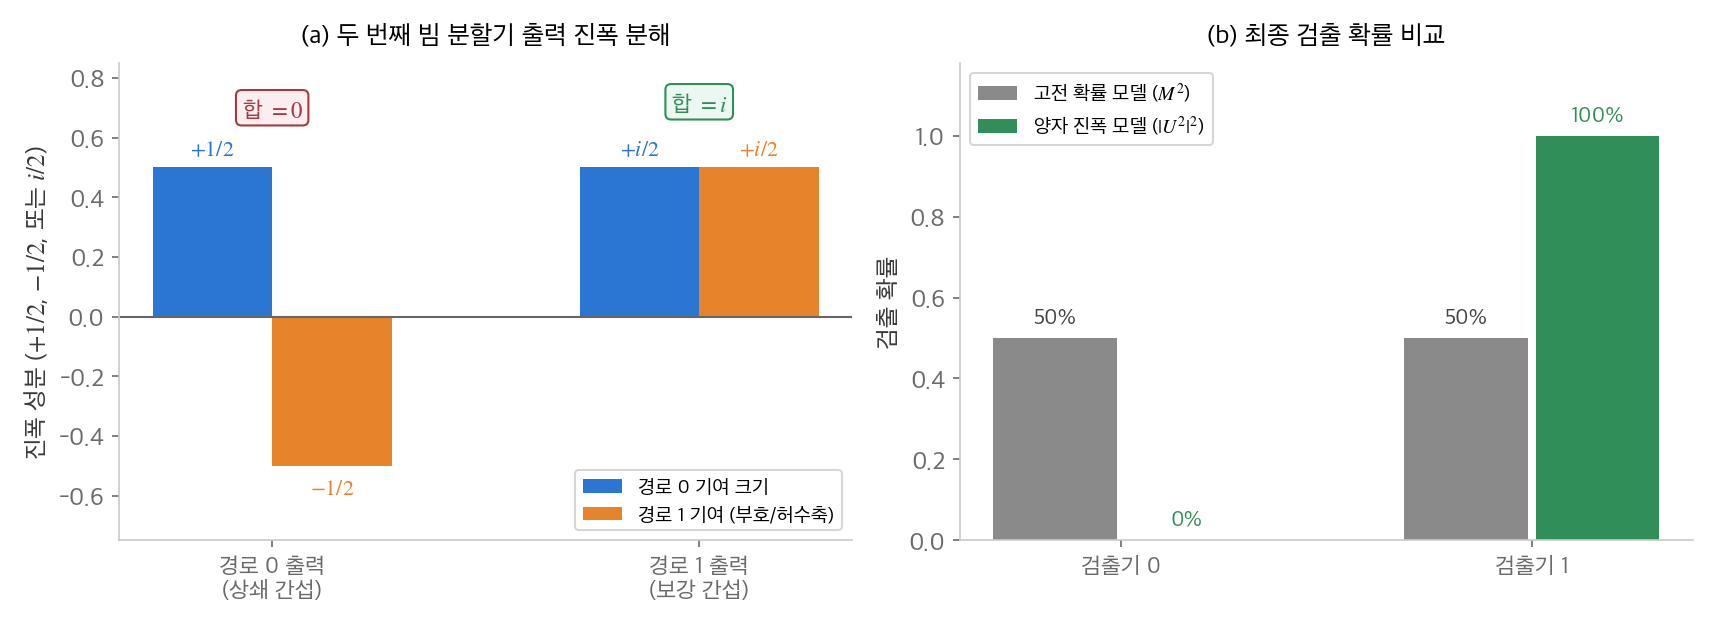 (a) 두 번째 빔 분할기 출력 진폭 분해
진폭 성분 (+1/2, −1/2, 또는 i/2)
0.8
0.6
0.4
0.2
0.0
−0.2
−0.4
−0.6
합 =0
합 =i
+1/2
−1/2
+i/2
+i/2
경로 0 기여 크기
경로 1 기여 (부호/허수축)
경로 0 출력
(상쇄 간섭)
경로 1 출력
(보강 간섭)
(b) 최종 검출 확률 비교
검출 확률
1.0
0.8
0.6
0.4
0.2
0.0
고전 확률 모델 (M²)
양자 진폭 모델 (|U²|²)
50%
0%
50%
100%
검출기 0
검출기 1